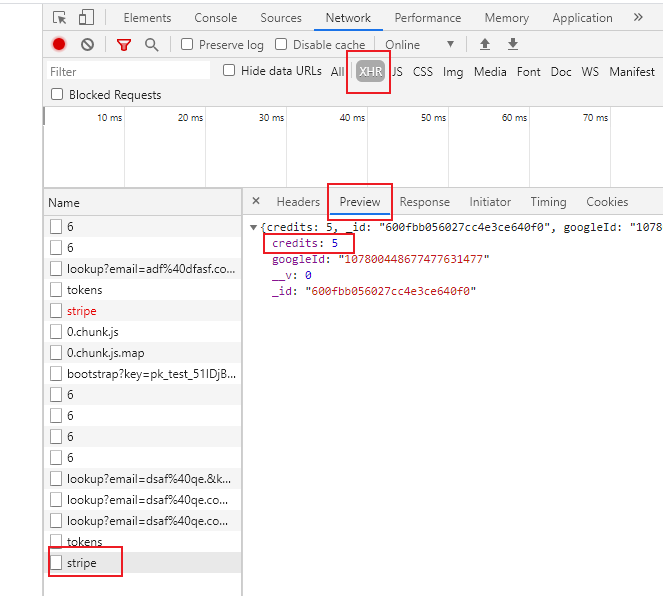 Elements Console Sources Network Performance Memory Application »
Preserve log Disable cache Online ▼
Filter Hide data URLs All XHR JS CSS Img Media Font Doc WS Manifest
Blocked Requests
10 ms 20 ms 30 ms 40 ms 50 ms 60 ms 70 ms
Name
6
6
lookup?email=adf%40dfasf.co...
tokens
stripe
0.chunk.js
0.chunk.js.map
bootstrap?key=pk_test_51IDjB...
6
6
6
6
lookup?email=dsaf%40qe.&k...
lookup?email=dsaf%40qe.co...
lookup?email=dsaf%40qe.co...
tokens
stripe
× Headers Preview Response Initiator Timing Cookies
▼{credits: 5, _id: "600fbb056027cc4e3ce640f0", googleId: "1078
credits: 5
googleId: "107800448677477631477"
__v: 0
_id: "600fbb056027cc4e3ce640f0"